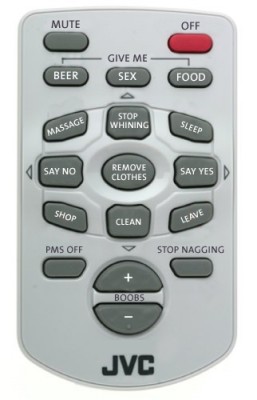 MUTE OFF
GIVE ME
BEER SEX FOOD
MASSAGE STOP WHINING SLEEP
SAY NO REMOVE CLOTHES SAY YES
SHOP CLEAN LEAVE
PMS OFF STOP NAGGING
+
BOOBS
−
JVC